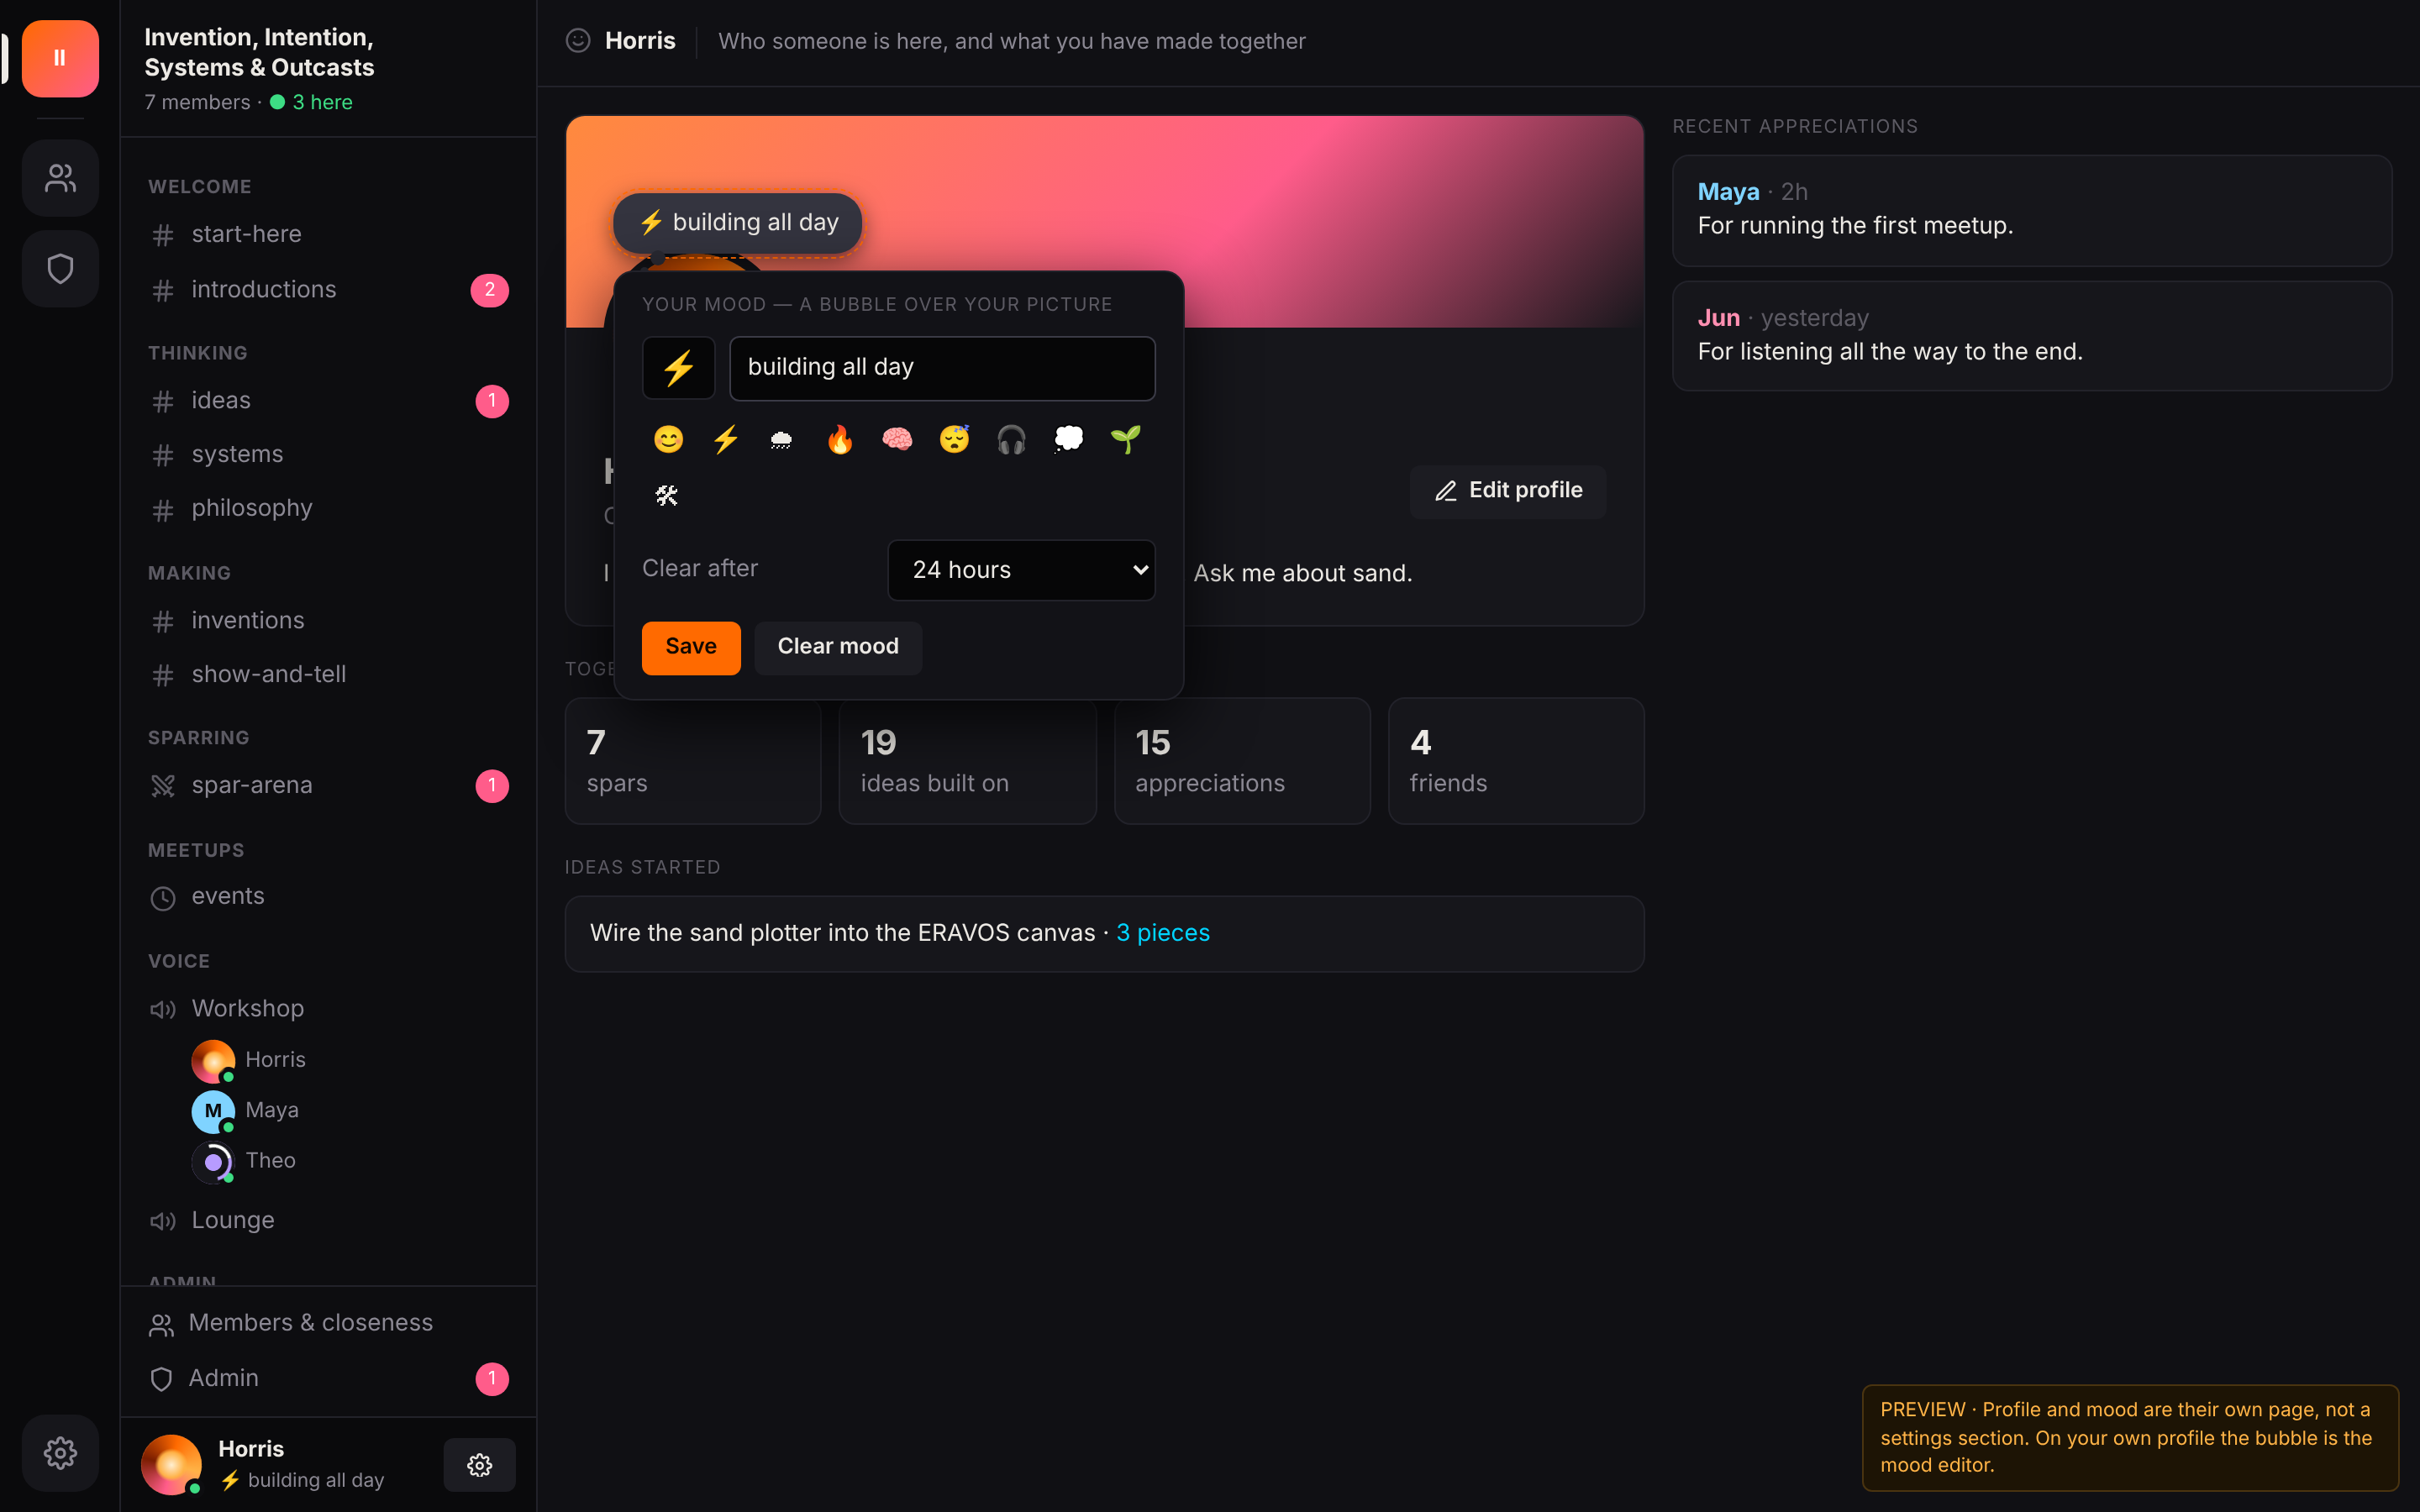 II
Invention, Intention,
Systems & Outcasts
7 members · 3 here
WELCOME
start-here
introductions 2
THINKING
ideas 1
systems
philosophy
MAKING
inventions
show-and-tell
SPARRING
spar-arena 1
MEETUPS
events
VOICE
Workshop
Horris
M Maya
Theo
Lounge
ADMIN
Members & closeness
Admin 1
Horris
⚡ building all day
Horris Who someone is here, and what you have made together
⚡ building all day
YOUR MOOD — A BUBBLE OVER YOUR PICTURE
⚡ building all day
😊 ⚡ 🌧 🔥 🧠 😴 🎧 💭 🌱
🛠
Clear after 24 hours
Save Clear mood
Edit profile
Ask me about sand.
7
spars
19
ideas built on
15
appreciations
4
friends
IDEAS STARTED
Wire the sand plotter into the ERAVOS canvas · 3 pieces
RECENT APPRECIATIONS
Maya · 2h
For running the first meetup.
Jun · yesterday
For listening all the way to the end.
PREVIEW · Profile and mood are their own page, not a
settings section. On your own profile the bubble is the
mood editor.